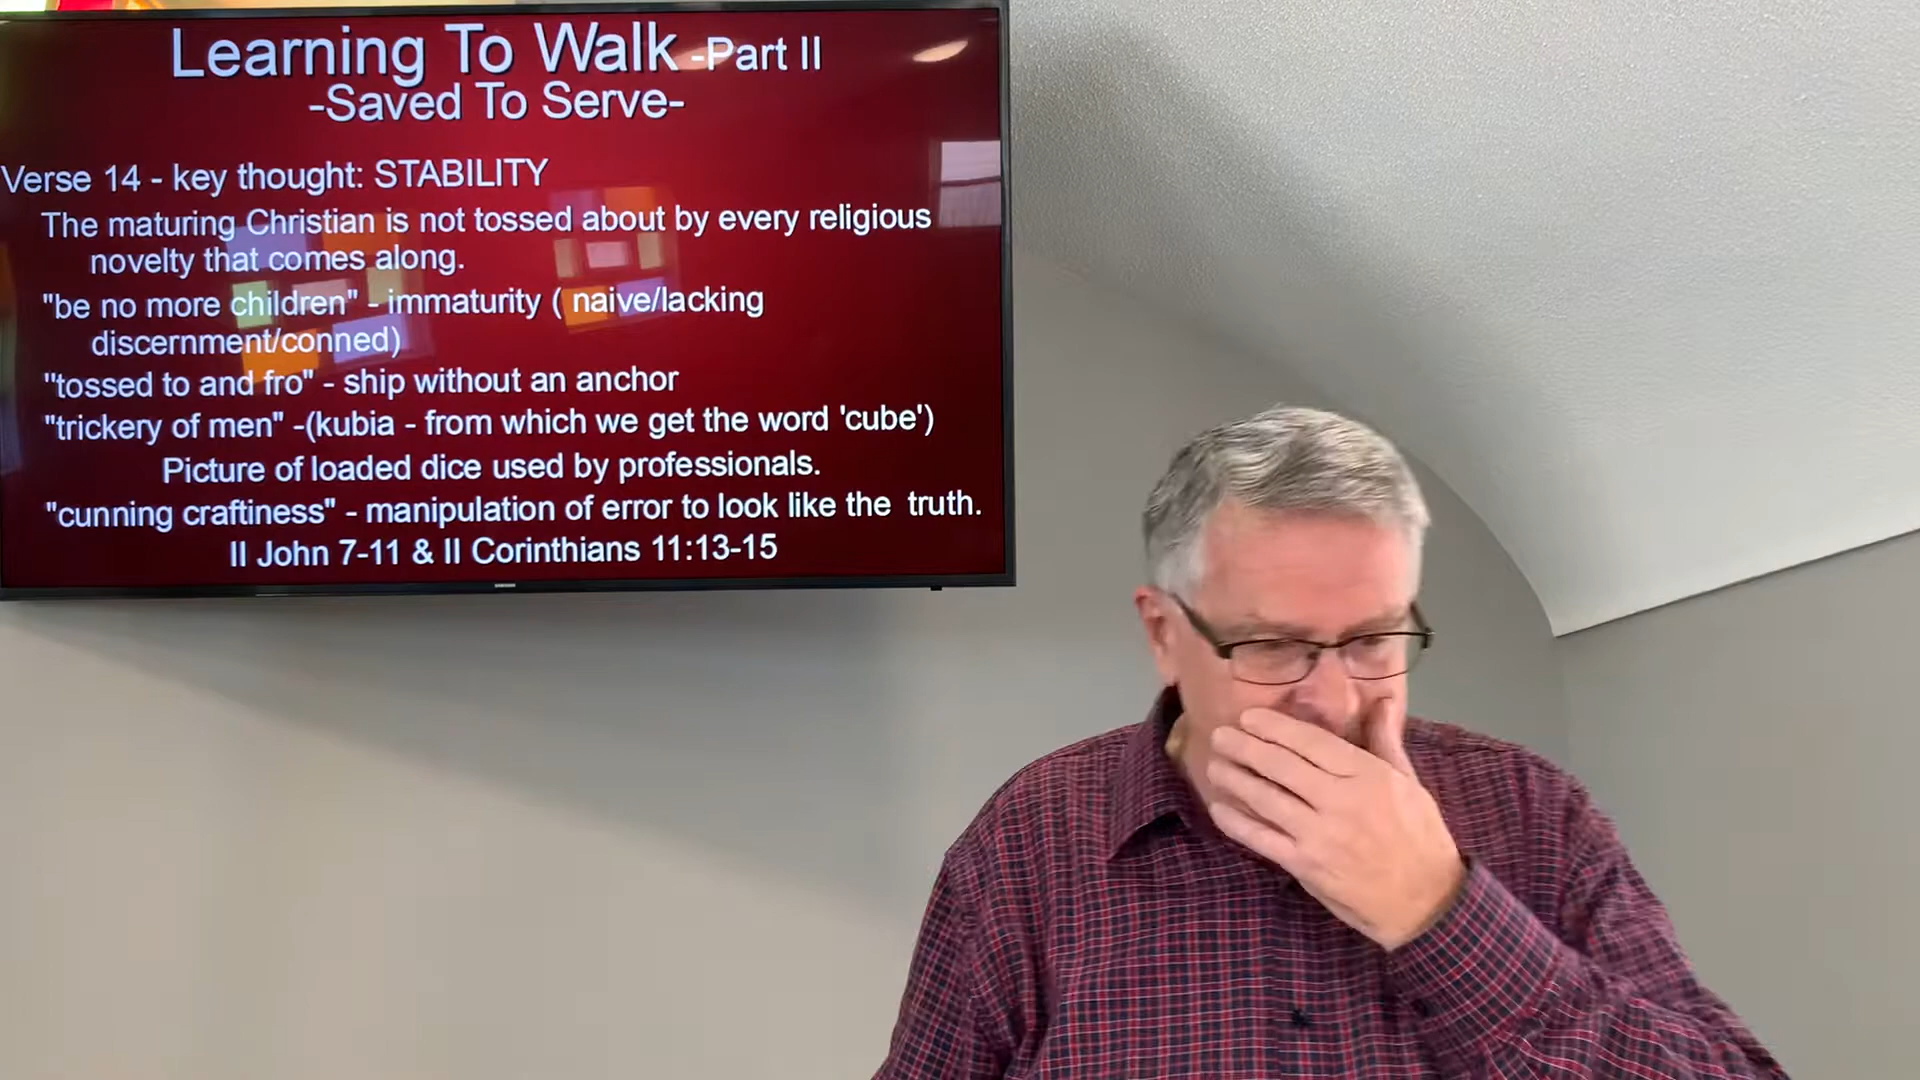 Learning To Walk -Part II
-Saved To Serve-
Verse 14 - key thought: STABILITY
The maturing Christian is not tossed about by every religious
novelty that comes along.
"be no more children" - immaturity ( naive/lacking
discernment/conned)
"tossed to and fro" - ship without an anchor
"trickery of men" -(kubia - from which we get the word 'cube')
Picture of loaded dice used by professionals.
"cunning craftiness" - manipulation of error to look like the truth.
II John 7-11 & II Corinthians 11:13-15
SAMSUNG